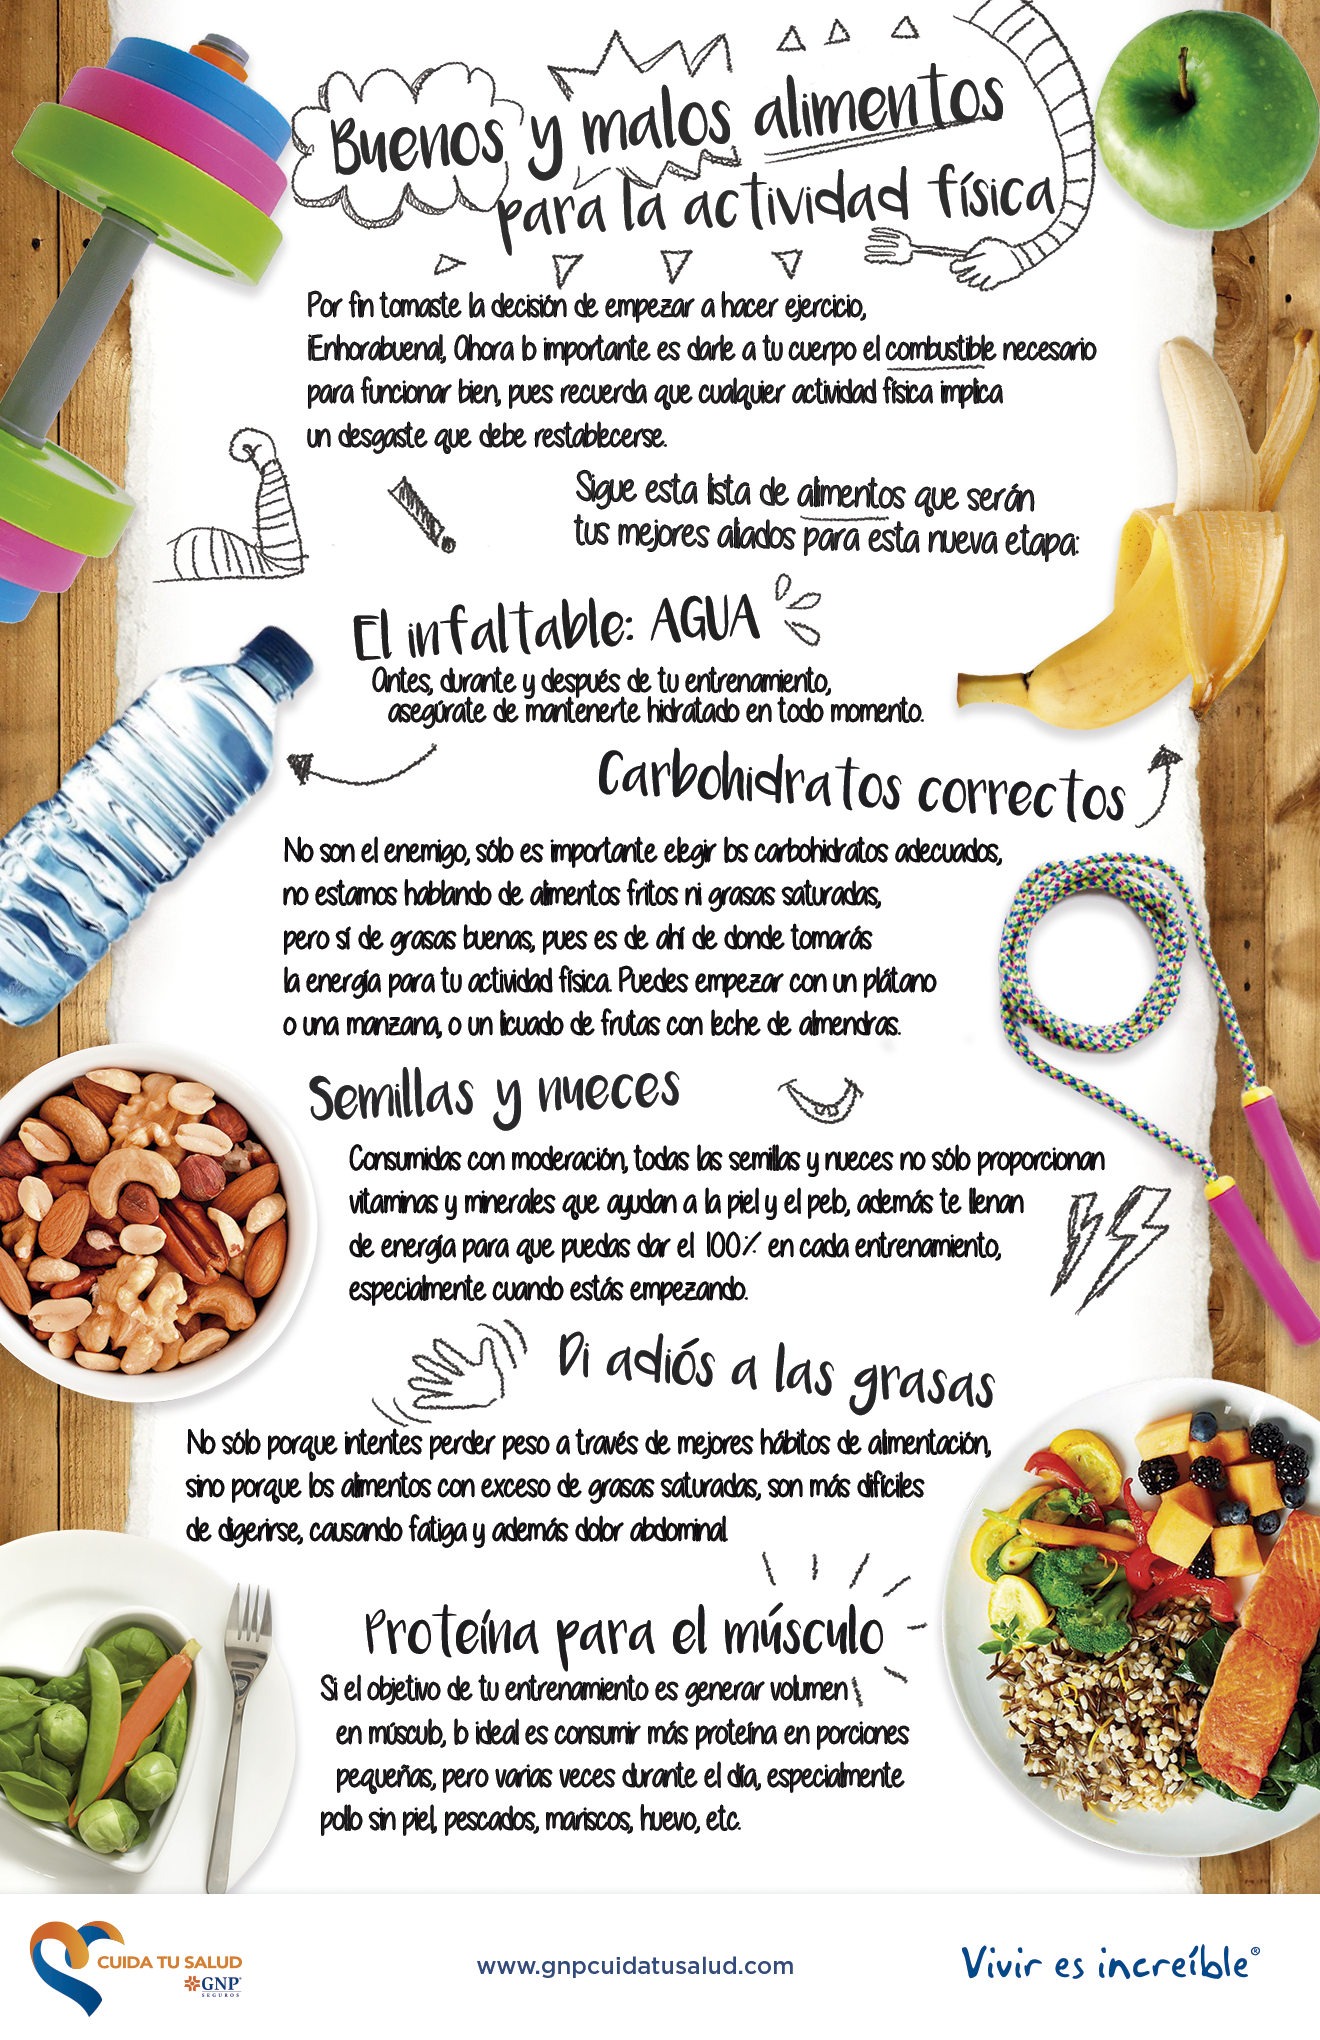 Buenos y malos alimentos
para la actividad física
Por fin tomaste la decisión de empezar a hacer ejercicio,
¡Enhorabuena!, Ahora lo importante es darle a tu cuerpo el combustible necesario
para funcionar bien, pues recuerda que cualquier actividad física implica
un desgaste que debe restablecerse.
Sigue esta lista de alimentos que serán
tus mejores aliados para esta nueva etapa:
El infaltable: AGUA
Antes, durante y después de tu entrenamiento,
asegúrate de mantenerte hidratado en todo momento.
Carbohidratos correctos
No son el enemigo, sólo es importante elegir los carbohidratos adecuados,
no estamos hablando de alimentos fritos ni grasas saturadas,
pero sí de grasas buenas, pues es de ahí de donde tomarás
la energía para tu actividad física. Puedes empezar con un plátano
o una manzana, o un licuado de frutas con leche de almendras.
Semillas y nueces
Consumidas con moderación, todas las semillas y nueces no sólo proporcionan
vitaminas y minerales que ayudan a la piel y el pelo, además te llenan
de energía para que puedas dar el 100% en cada entrenamiento,
especialmente cuando estás empezando.
Di adiós a las grasas
No sólo porque intentes perder peso a través de mejores hábitos de alimentación,
sino porque los alimentos con exceso de grasas saturadas, son más difíciles
de digerirse, causando fatiga y además dolor abdominal.
Proteína para el músculo
Si el objetivo de tu entrenamiento es generar volumen
en músculo, lo ideal es consumir más proteína en porciones
pequeñas, pero varias veces durante el día, especialmente
pollo sin piel, pescados, mariscos, huevo, etc.
CUIDA TU SALUD
GNP®
SEGUROS
www.gnpcuidatusalud.com
Vivir es increíble®